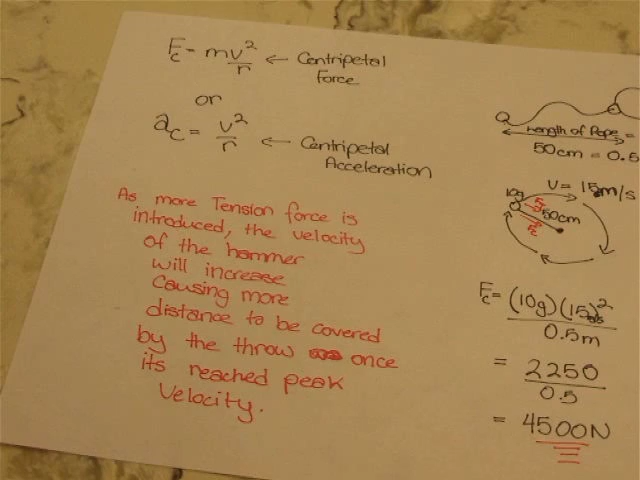 Fc = mv²/r ← Centripetal
Force
or
ac = v²/r ← Centripetal
Acceleration
As more Tension force is
introduced, the velocity
of the hammer
will increase
causing more
distance to be covered
by the throw once
its reached peak
velocity.
Length of Rope =
50cm = 0.5
V = 15m/s
10g
50cm
Fc
Fc = (10g)(15)²
0.5m
= 2250
0.5
= 4500N